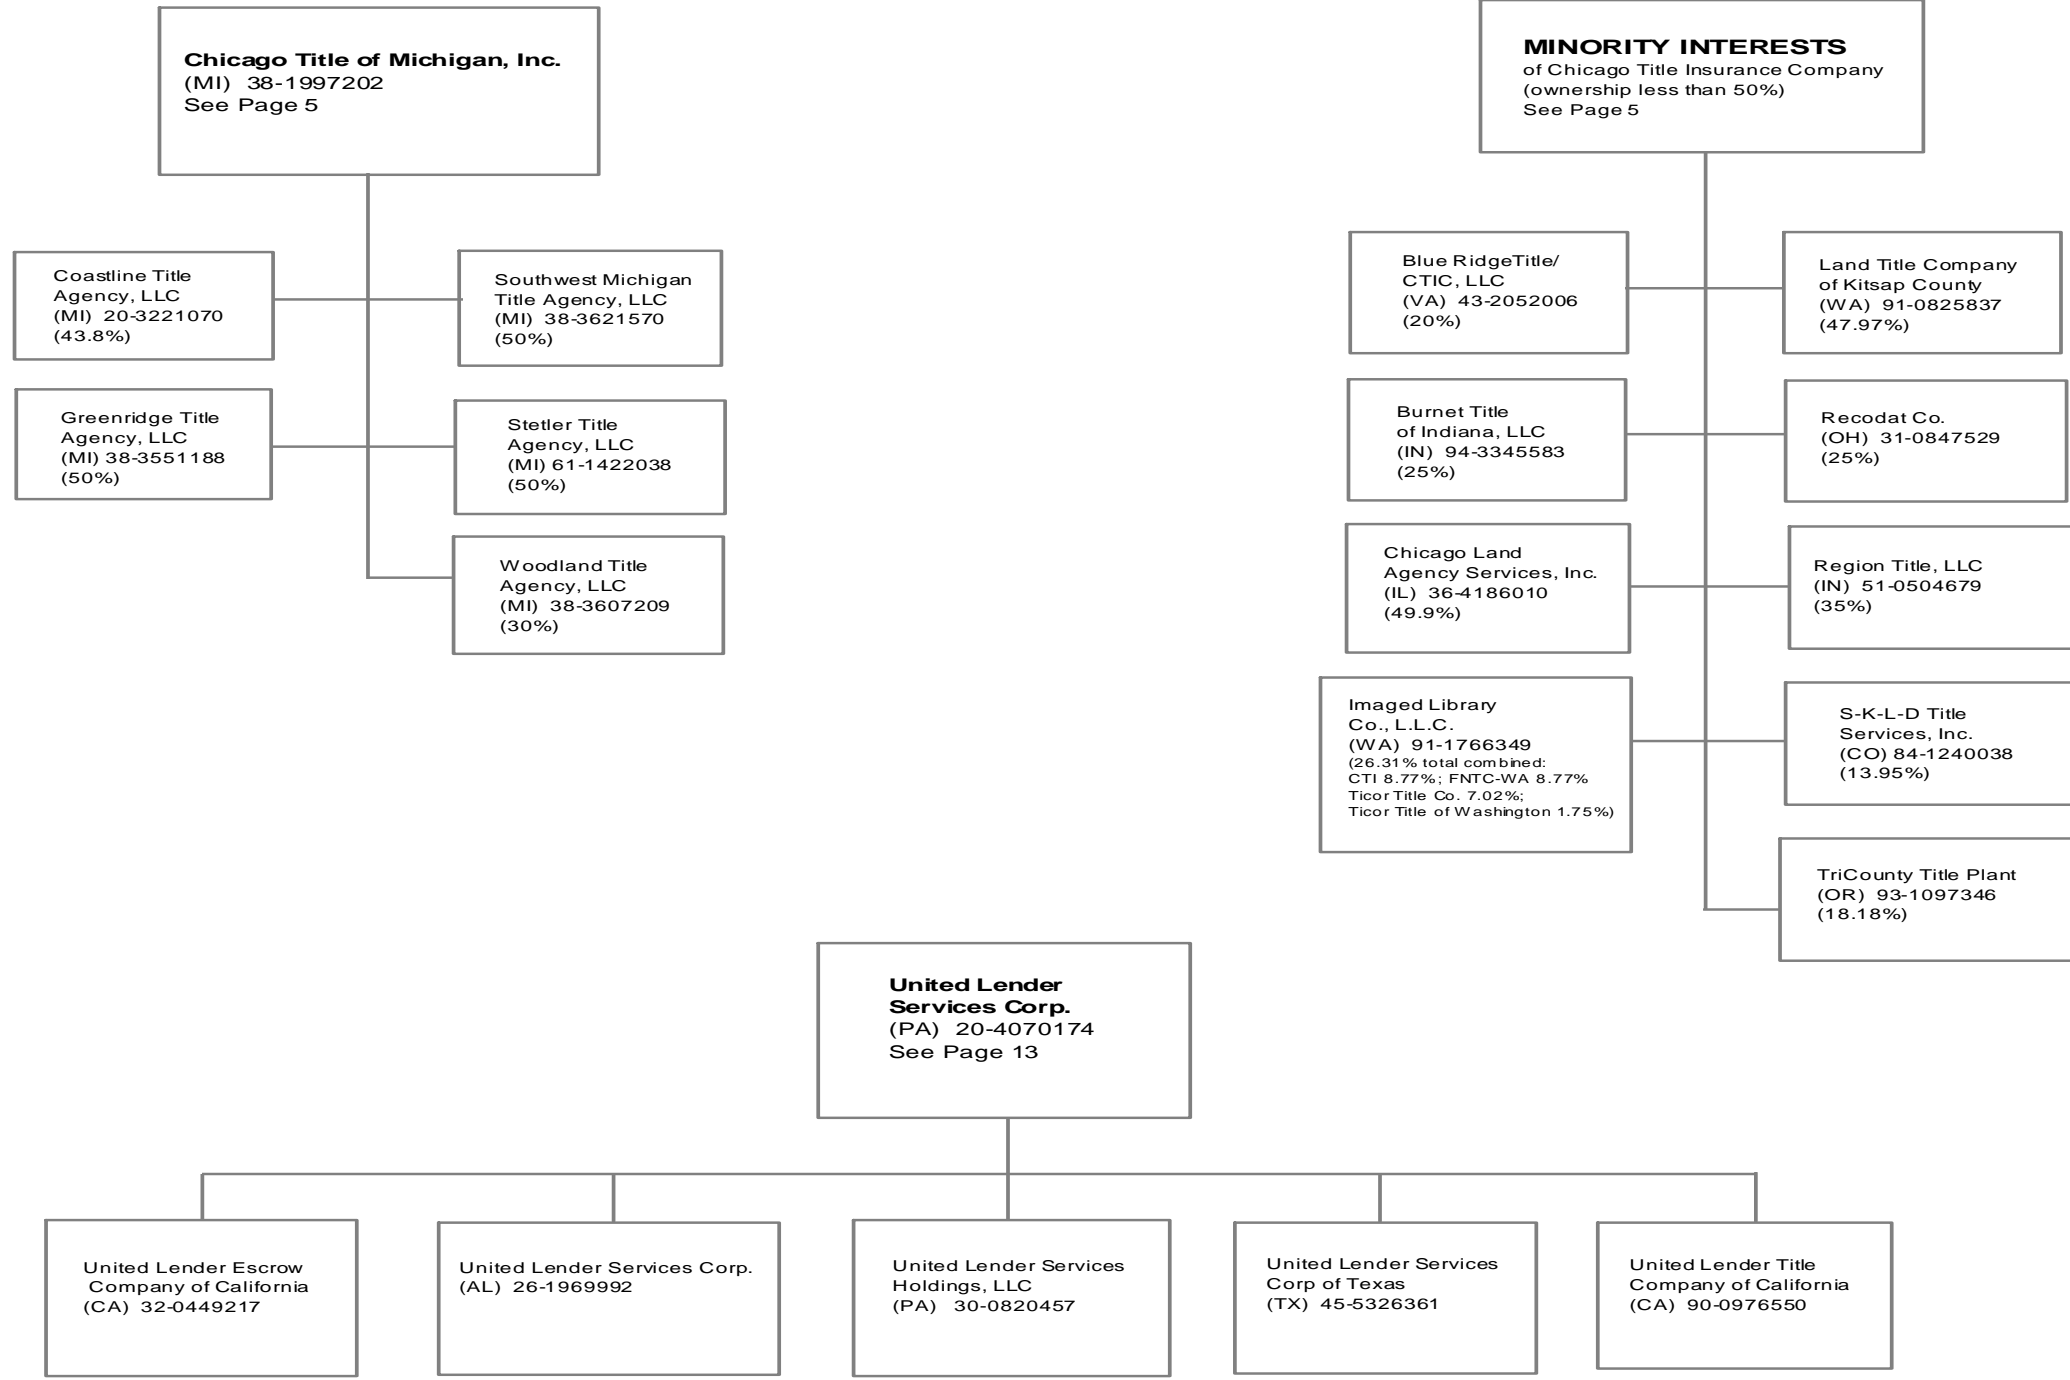 Chicago Title of Michigan, Inc.
(MI) 38-1997202
See Page 5
Coastline Title
Agency, LLC
(MI) 20-3221070
(43.8%)
Southwest Michigan
Title Agency, LLC
(MI) 38-3621570
(50%)
Greenridge Title
Agency, LLC
(MI) 38-3551188
(50%)
Stetler Title
Agency, LLC
(MI) 61-1422038
(50%)
Woodland Title
Agency, LLC
(MI) 38-3607209
(30%)
MINORITY INTERESTS
of Chicago Title Insurance Company
(ownership less than 50%)
See Page 5
Blue RidgeTitle/
CTIC, LLC
(VA) 43-2052006
(20%)
Land Title Company
of Kitsap County
(WA) 91-0825837
(47.97%)
Burnet Title
of Indiana, LLC
(IN) 94-3345583
(25%)
Recodat Co.
(OH) 31-0847529
(25%)
Chicago Land
Agency Services, Inc.
(IL) 36-4186010
(49.9%)
Region Title, LLC
(IN) 51-0504679
(35%)
Imaged Library
Co., L.L.C.
(WA) 91-1766349
(26.31% total combined:
CTI 8.77%; FNTC-WA 8.77%
Ticor Title Co. 7.02%;
Ticor Title of Washington 1.75%)
S-K-L-D Title
Services, Inc.
(CO) 84-1240038
(13.95%)
TriCounty Title Plant
(OR) 93-1097346
(18.18%)
United Lender
Services Corp.
(PA) 20-4070174
See Page 13
United Lender Escrow
Company of California
(CA) 32-0449217
United Lender Services Corp.
(AL) 26-1969992
United Lender Services
Holdings, LLC
(PA) 30-0820457
United Lender Services
Corp of Texas
(TX) 45-5326361
United Lender Title
Company of California
(CA) 90-0976550